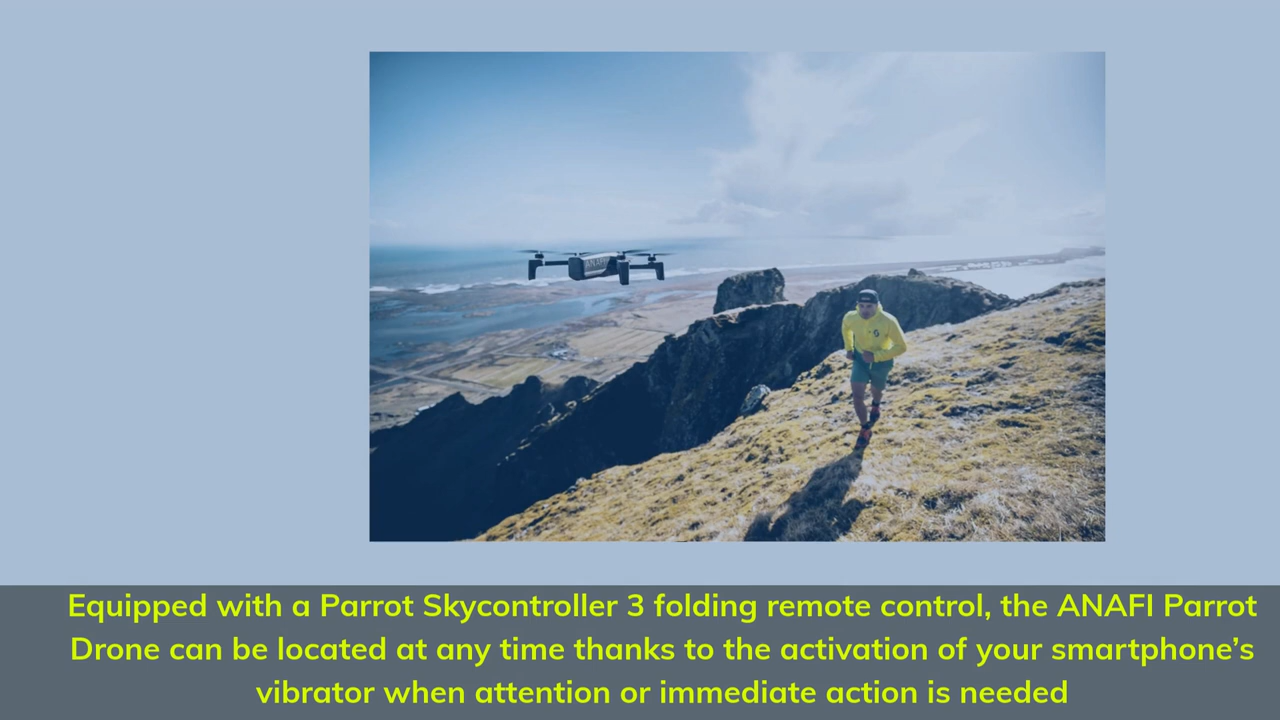 ANAFI
Equipped with a Parrot Skycontroller 3 folding remote control, the ANAFI Parrot
Drone can be located at any time thanks to the activation of your smartphone’s
vibrator when attention or immediate action is needed